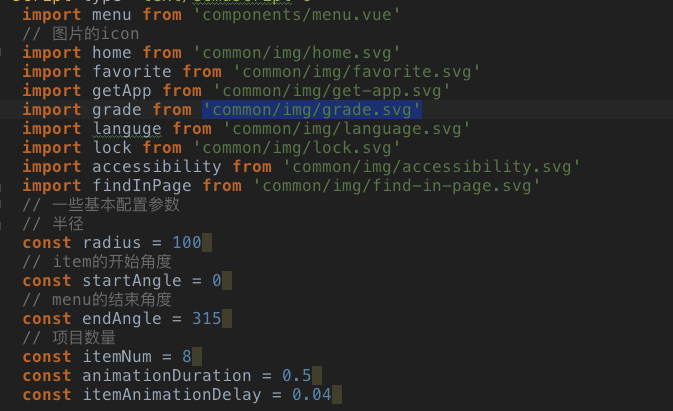 import menu from 'components/menu.vue'
// 图片的icon
import home from 'common/img/home.svg'
import favorite from 'common/img/favorite.svg'
import getApp from 'common/img/get-app.svg'
import grade from 'common/img/grade.svg'
import languge from 'common/img/language.svg'
import lock from 'common/img/lock.svg'
import accessibility from 'common/img/accessibility.svg'
import findInPage from 'common/img/find-in-page.svg'
// 一些基本配置参数
// 半径
const radius = 100
// item的开始角度
const startAngle = 0
// menu的结束角度
const endAngle = 315
// 项目数量
const itemNum = 8
const animationDuration = 0.5
const itemAnimationDelay = 0.04